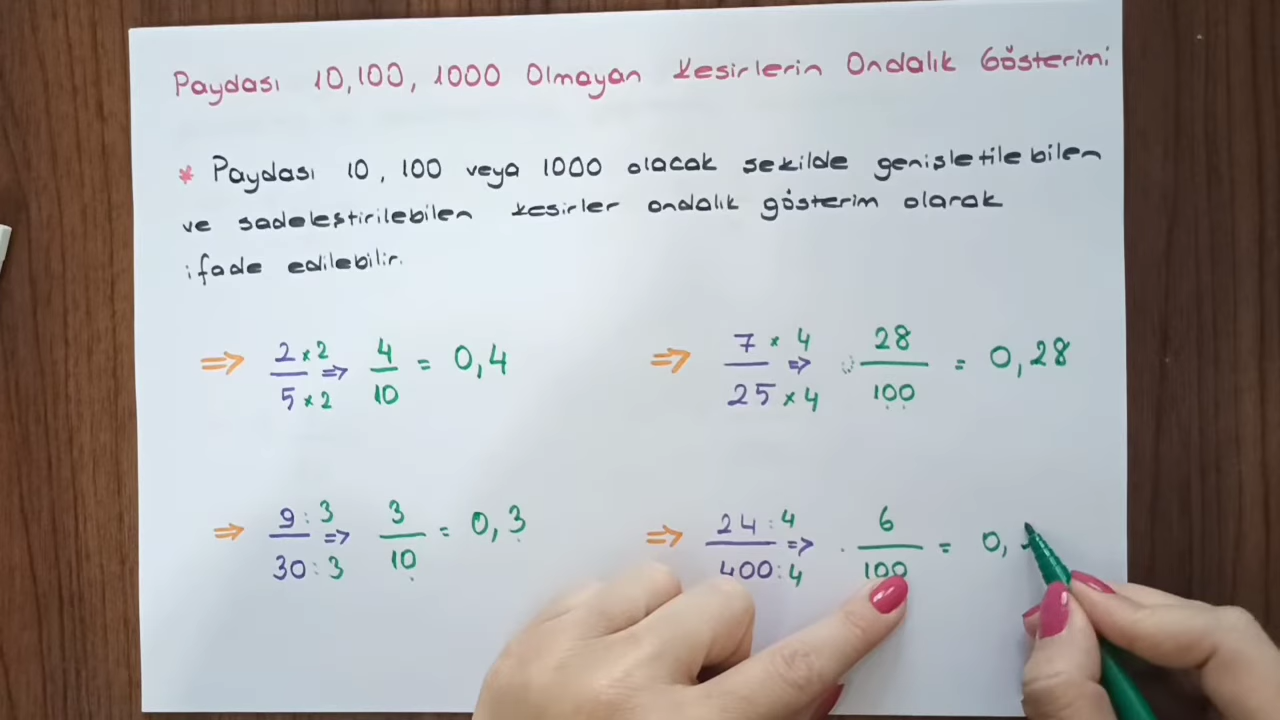 Paydası 10, 100, 1000 Olmayan Kesirlerin Ondalık Gösterimi
* Paydası 10, 100 veya 1000 olacak şekilde genişletilebilen
ve sadeleştirilebilen kesirler ondalık gösterim olarak
ifade edilebilir.
⇒ 2×2/5×2 ⇒ 4/10 = 0,4
⇒ 7×4/25×4 ⇒ 28/100 = 0,28
⇒ 9:3/30:3 ⇒ 3/10 = 0,3
⇒ 24:4/400:4 ⇒ 6/100 = 0,